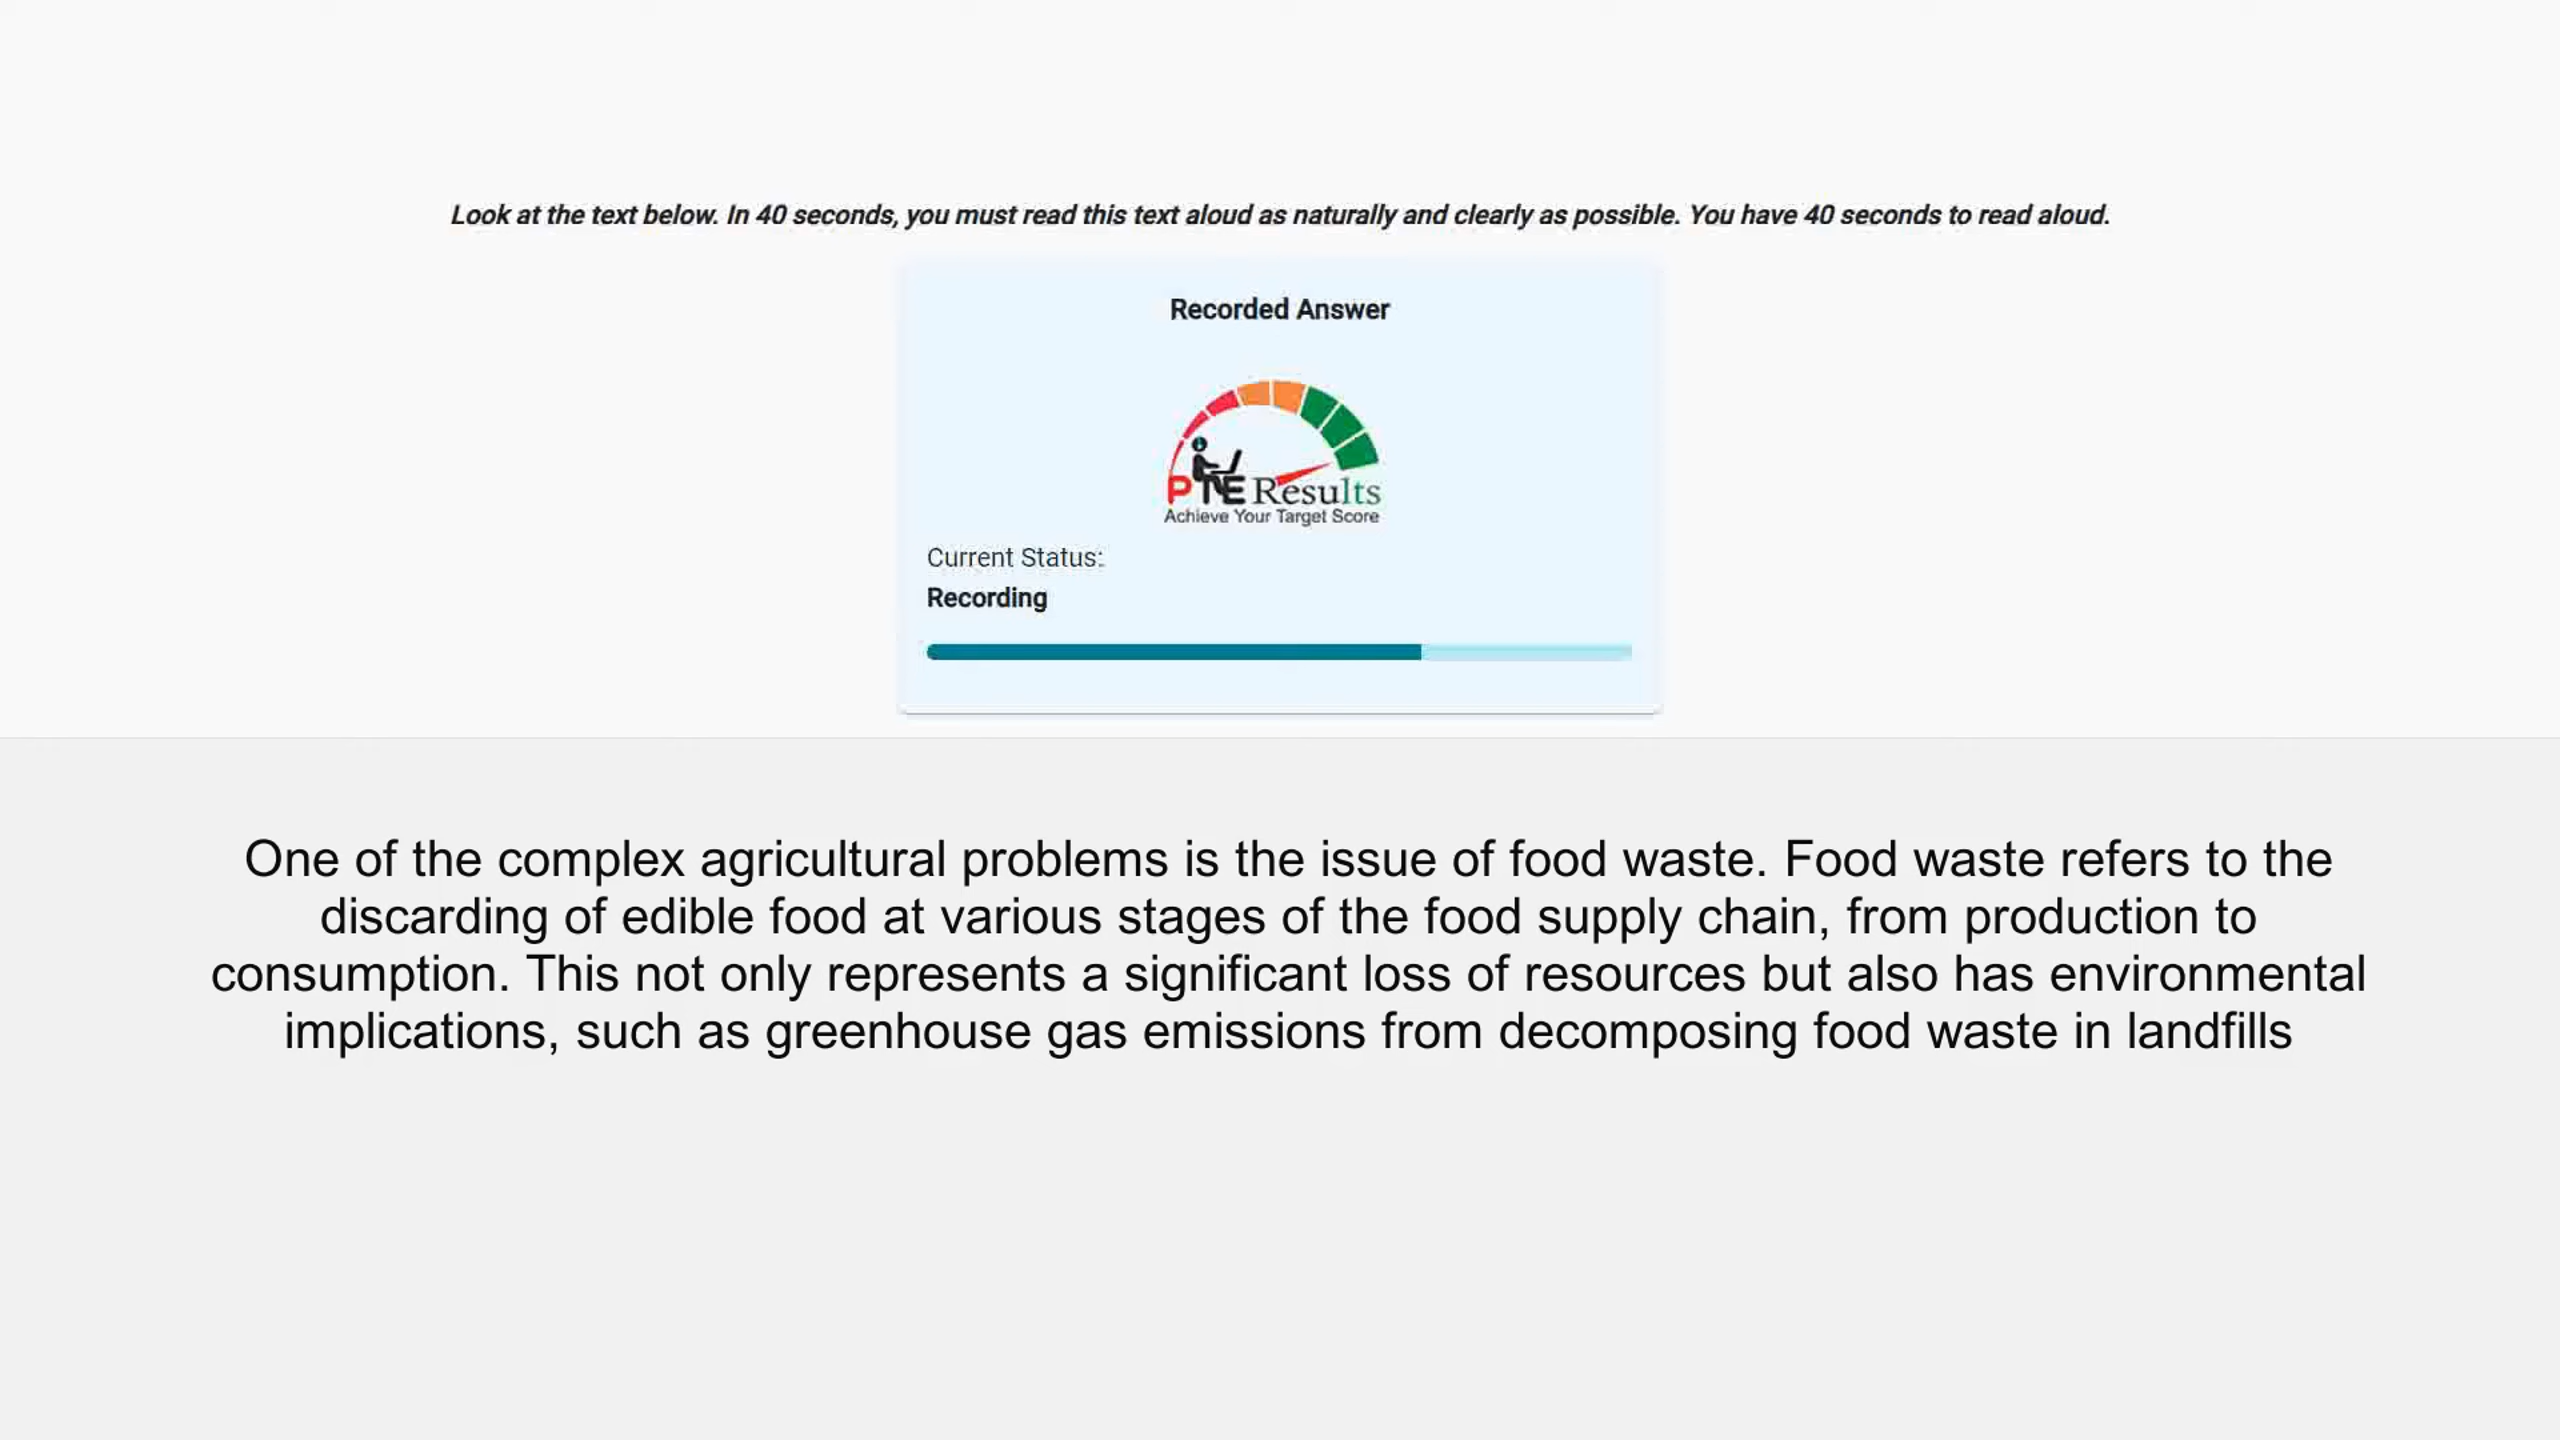 Look at the text below. In 40 seconds, you must read this text aloud as naturally and clearly as possible. You have 40 seconds to read aloud.
Recorded Answer
PTE Results
Achieve Your Target Score
Current Status:
Recording
One of the complex agricultural problems is the issue of food waste. Food waste refers to the
discarding of edible food at various stages of the food supply chain, from production to
consumption. This not only represents a significant loss of resources but also has environmental
implications, such as greenhouse gas emissions from decomposing food waste in landfills